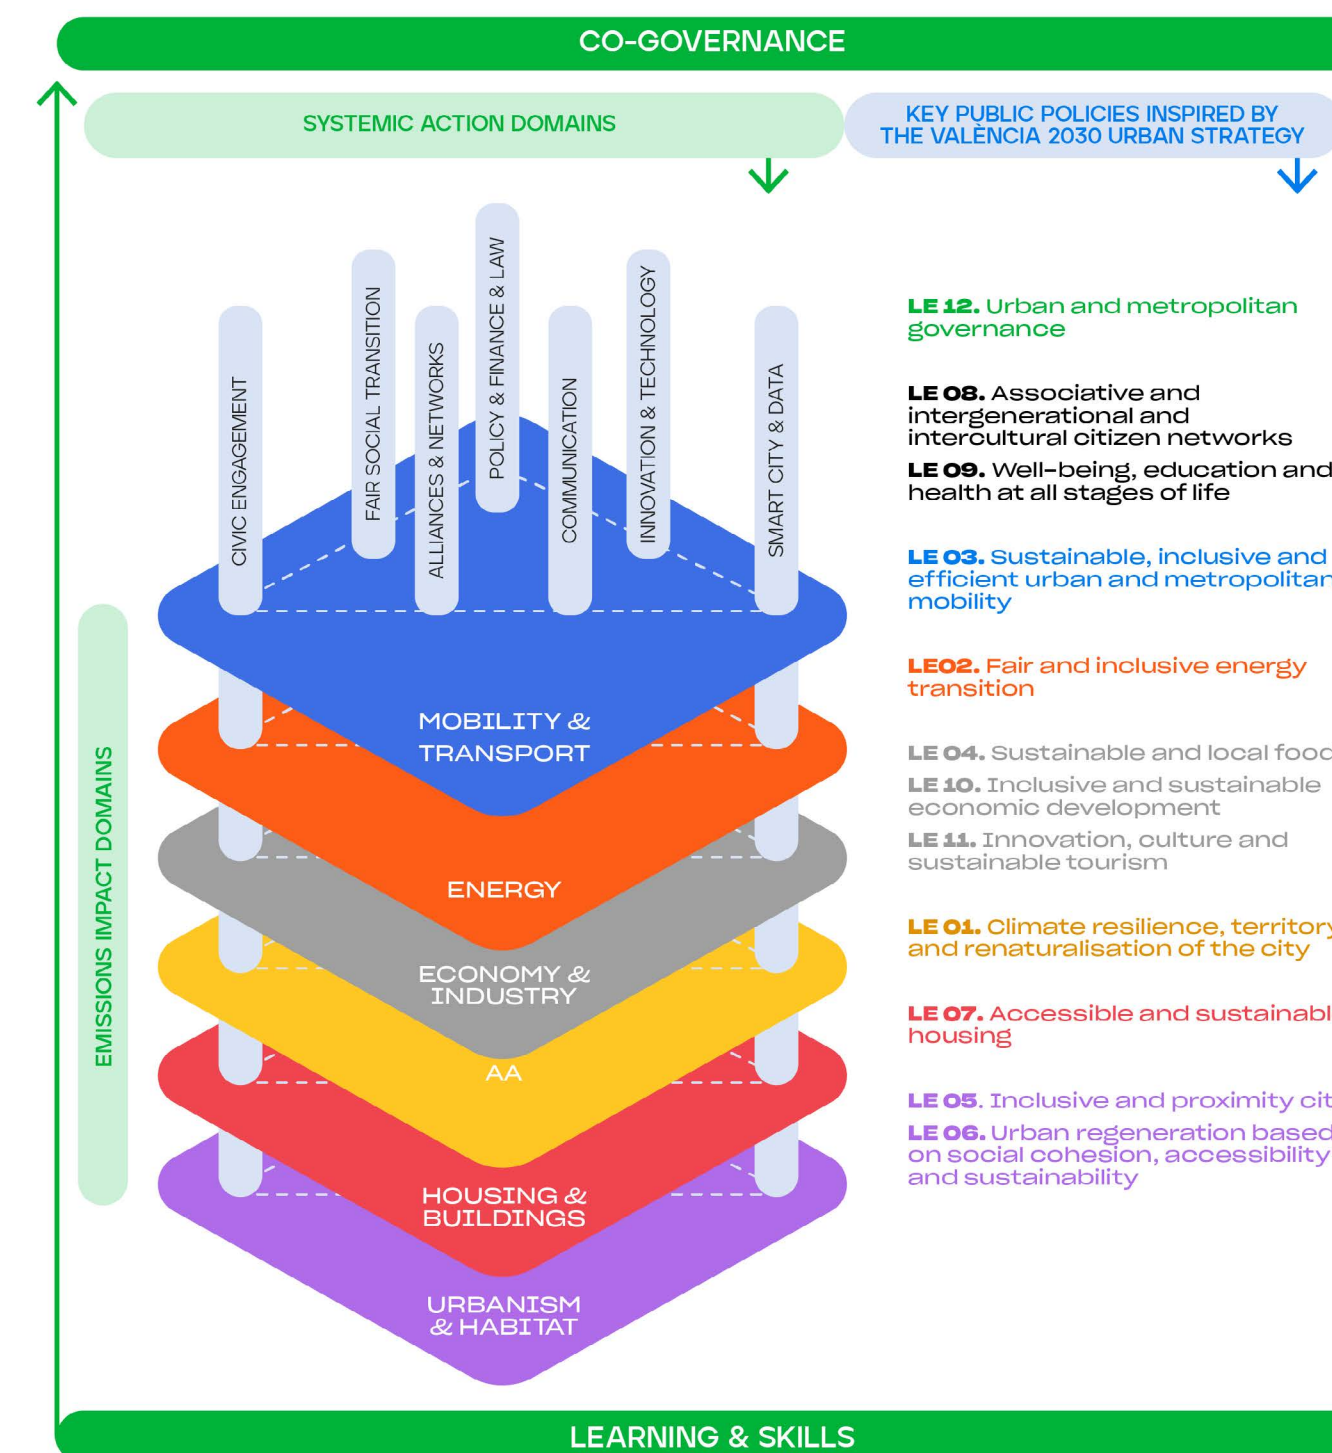 CO-GOVERNANCE
SYSTEMIC ACTION DOMAINS
KEY PUBLIC POLICIES INSPIRED BY
THE VALÈNCIA 2030 URBAN STRATEGY
CIVIC ENGAGEMENT
FAIR SOCIAL TRANSITION
ALLIANCES & NETWORKS
POLICY & FINANCE & LAW
COMMUNICATION
INNOVATION & TECHNOLOGY
SMART CITY & DATA
EMISSIONS IMPACT DOMAINS
MOBILITY &
TRANSPORT
ENERGY
ECONOMY &
INDUSTRY
AA
HOUSING &
BUILDINGS
URBANISM
& HABITAT
LE 12. Urban and metropolitan
governance
LE 08. Associative and
intergenerational and
intercultural citizen networks
LE 09. Well-being, education and
health at all stages of life
LE 03. Sustainable, inclusive and
efficient urban and metropolitan
mobility
LE02. Fair and inclusive energy
transition
LE 04. Sustainable and local food
LE 10. Inclusive and sustainable
economic development
LE 11. Innovation, culture and
sustainable tourism
LE 01. Climate resilience, territory
and renaturalisation of the city
LE 07. Accessible and sustainabl
housing
LE 05. Inclusive and proximity cit
LE 06. Urban regeneration based
on social cohesion, accessibility
and sustainability
LEARNING & SKILLS